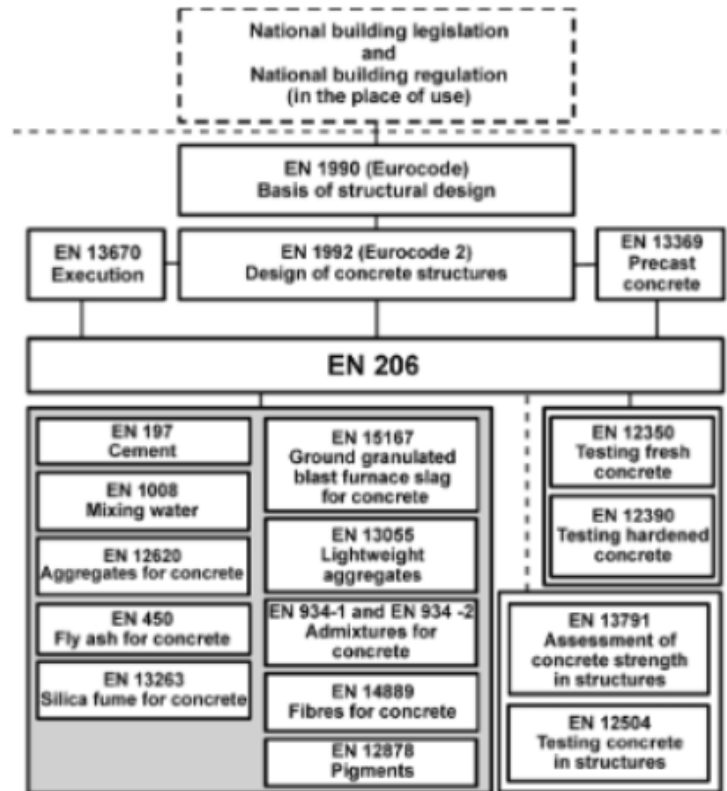 National building legislation
and
National building regulation
(in the place of use)
EN 1990 (Eurocode)
Basis of structural design
EN 13670
Execution
EN 1992 (Eurocode 2)
Design of concrete structures
EN 13369
Precast
concrete
EN 206
EN 197
Cement
EN 1008
Mixing water
EN 12620
Aggregates for concrete
EN 450
Fly ash for concrete
EN 13263
Silica fume for concrete
EN 15167
Ground granulated
blast furnace slag
for concrete
EN 13055
Lightweight
aggregates
EN 934-1 and EN 934 -2
Admixtures for
concrete
EN 14889
Fibres for concrete
EN 12878
Pigments
EN 12350
Testing fresh
concrete
EN 12390
Testing hardened
concrete
EN 13791
Assessment of
concrete strength
in structures
EN 12504
Testing concrete
in structures